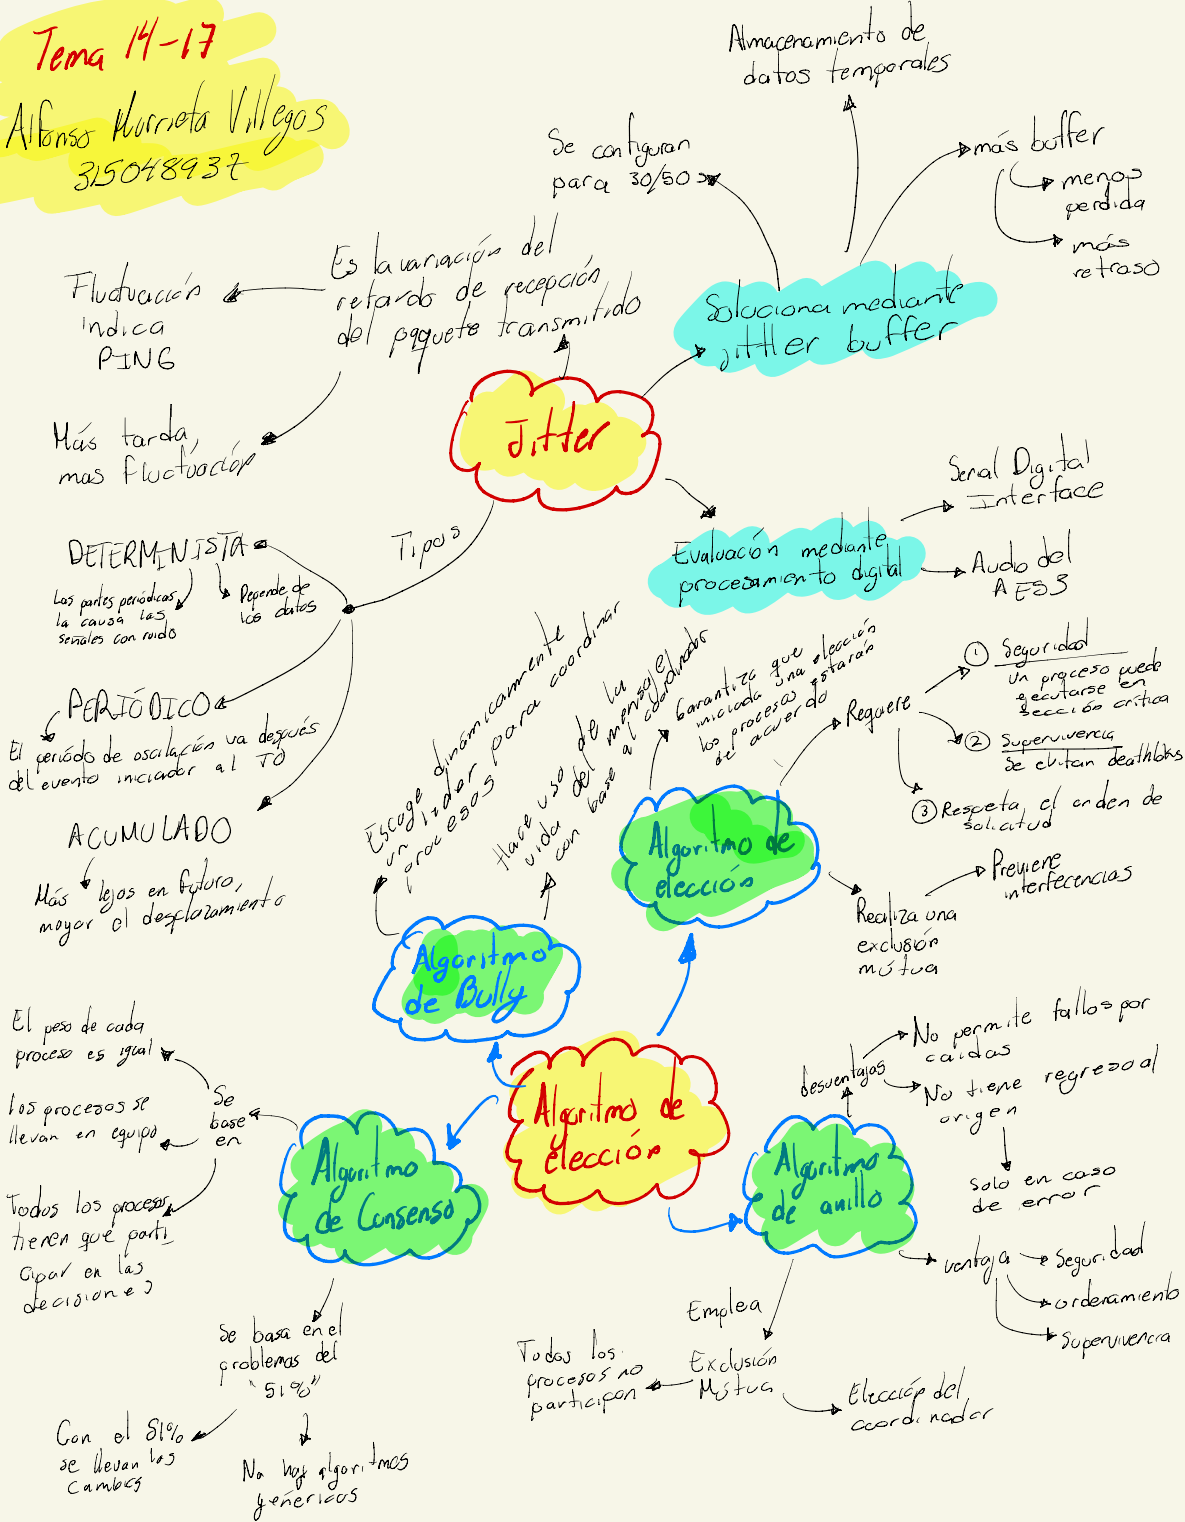 Tema 14-17
Alfonso Murrieta Villegas
315048937
Almacenamiento de
datos temporales
Se configuran
para 30/50
más buffer
menos
perdida
más
retraso
Soluciona mediante
jittler buffer
Es la variación del
retardo de recepción
del paquete transmitido
Fluctuación
indica
PING
Más tarda,
mas fluctuación
Jitter
Tipos
DETERMINISTA
Las partes periódicas
la causa las
señales con ruido
Depende de
los datos
PERIÓDICO
El periódo de oscilación va después
del evento iniciador al TO
ACUMULADO
Más lejos en futuro,
mayor el desplazamiento
Evaluación mediante
procesamiento digital
Serial Digital
Interface
Audio del
AES3
Escoge dinámicamente
un lider para coordinar
procesos
Hace uso de la
vida del mensaje
con base al coordinador
Garantiza que
iniciada una elección
los procesos estarán
de acuerdo
Requiere
1 Seguridad
Un proceso puede
ejecutarse en
sección crítica
2 Supervivencia
Se evitan deathloks
3 Respeta el orden de
solicitud
Algoritmo de
elección
Realiza una
exclusión
mútua
Previene
interfecencias
Algoritmo
de Bully
Algoritmo de
elección
Algoritmo
de Consenso
Se
base
en
El peso de cada
proceso es igual
los procesos se
llevan en equipo
Todos los procesos
tienen que parti
cipar en las
decisiones
Se basa en el
problemas del
"51%"
Con el 51%
se llevan los
cambios
No hay algoritmos
genéricos
Algoritmo
de anillo
desventajas
No permite fallos por
caídas
No tiene regreso al
origen
Solo en caso
de error
ventaja
Seguridad
ordenamiento
Supervivencia
Emplea
Exclusión
Mútua
Todos los
procesos no
participan
Elección del
coordinador